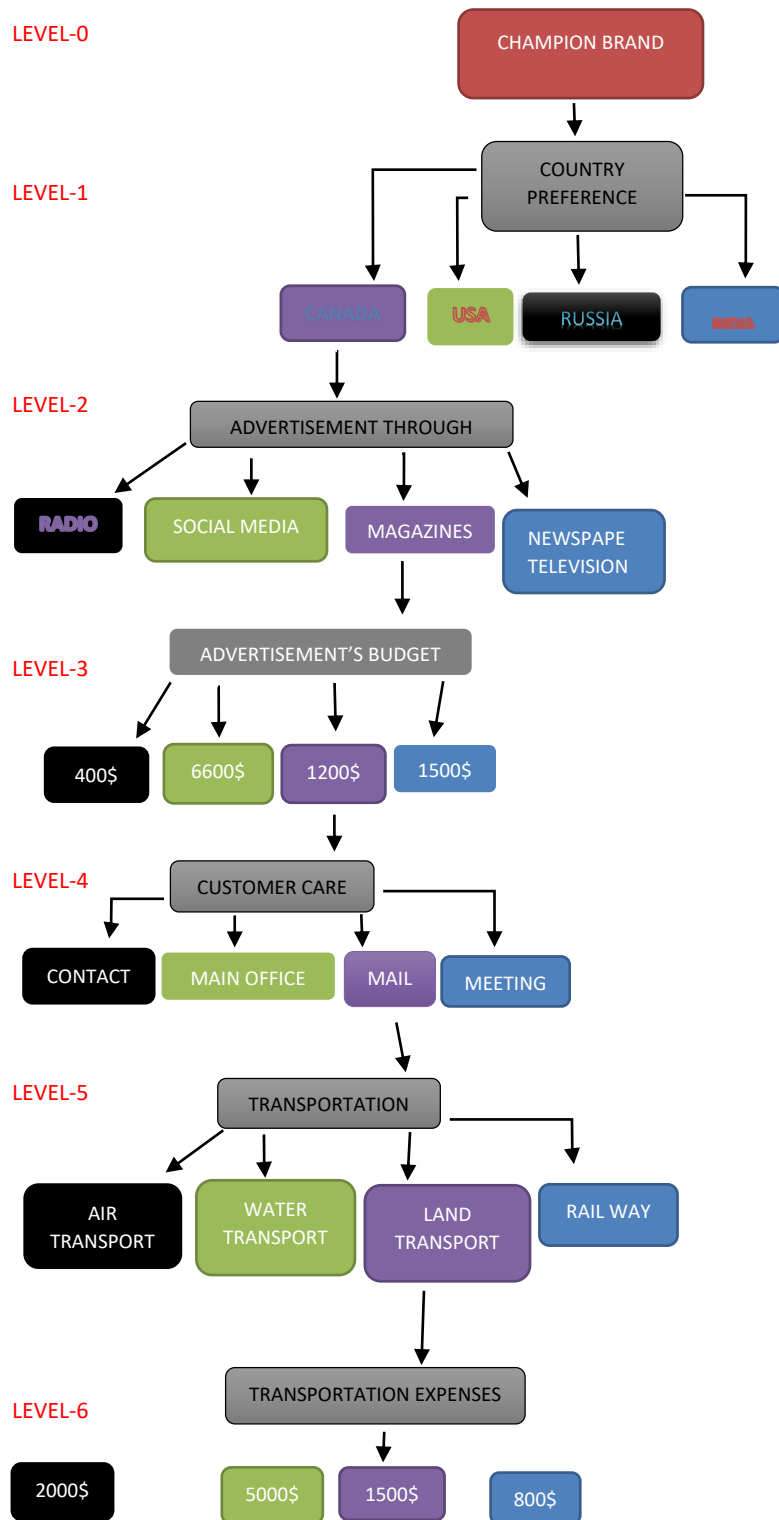 LEVEL-0
CHAMPION BRAND
LEVEL-1
COUNTRY
PREFERENCE
CANADA
USA
RUSSIA
INDIA
LEVEL-2
ADVERTISEMENT THROUGH
RADIO
SOCIAL MEDIA
MAGAZINES
NEWSPAPE
TELEVISION
LEVEL-3
ADVERTISEMENT’S BUDGET
400$
6600$
1200$
1500$
LEVEL-4
CUSTOMER CARE
CONTACT
MAIN OFFICE
MAIL
MEETING
LEVEL-5
TRANSPORTATION
AIR
TRANSPORT
WATER
TRANSPORT
LAND
TRANSPORT
RAIL WAY
LEVEL-6
TRANSPORTATION EXPENSES
2000$
5000$
1500$
800$